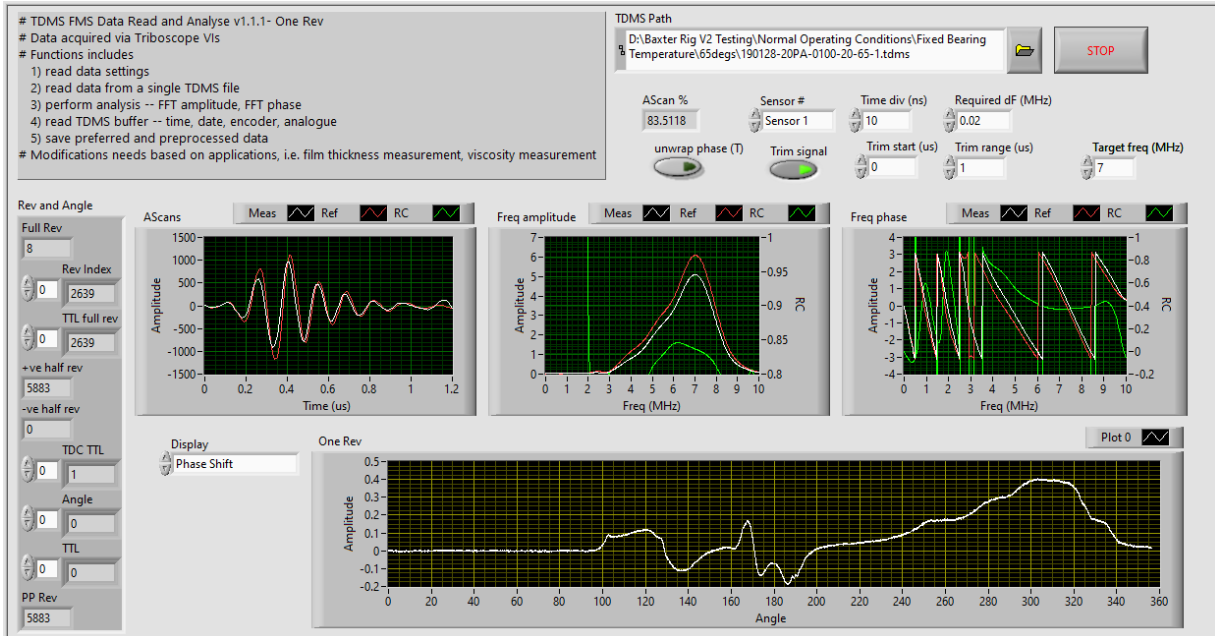 # TDMS FMS Data Read and Analyse v1.1.1- One Rev
# Data acquired via Triboscope VIs
# Functions includes
1) read data settings
2) read data from a single TDMS file
3) perform analysis -- FFT amplitude, FFT phase
4) read TDMS buffer -- time, date, encoder, analogue
5) save preferred and preprocessed data
# Modifications needs based on applications, i.e. film thickness measurement, viscosity measurement
TDMS Path
D:\Baxter Rig V2 Testing\Normal Operating Conditions\Fixed Bearing
Temperature\65degs\190128-20PA-0100-20-65-1.tdms
STOP
AScan %
83.5118
Sensor #
Sensor 1
Time div (ns)
10
Required dF (MHz)
0.02
unwrap phase (T)
Trim signal
Trim start (us)
0
Trim range (us)
1
Target freq (MHz)
7
Rev and Angle
Full Rev
8
Rev Index
0
2639
TTL full rev
0
2639
+ve half rev
5883
-ve half rev
0
TDC TTL
0
1
Angle
0
0
TTL
0
0
PP Rev
5883
AScans
Meas
Ref
RC
1500
1000
500
0
-500
-1000
-1500
Amplitude
0 0.2 0.4 0.6 0.8 1 1.2
Time (us)
Freq amplitude
Meas
Ref
RC
7
6
5
4
3
2
1
0
Amplitude
1
0.95
0.9
0.85
0.8
RC
0 1 2 3 4 5 6 7 8 9 10
Freq (MHz)
Freq phase
Meas
Ref
RC
4
3
2
1
0
-1
-2
-3
-4
Amplitude
1
0.8
0.6
0.4
0.2
0
-0.2
RC
0 1 2 3 4 5 6 7 8 9 10
Freq (MHz)
Display
Phase Shift
One Rev
Plot 0
0.5
0.4
0.3
0.2
0.1
0
-0.1
-0.2
Amplitude
0 20 40 60 80 100 120 140 160 180 200 220 240 260 280 300 320 340 360
Angle